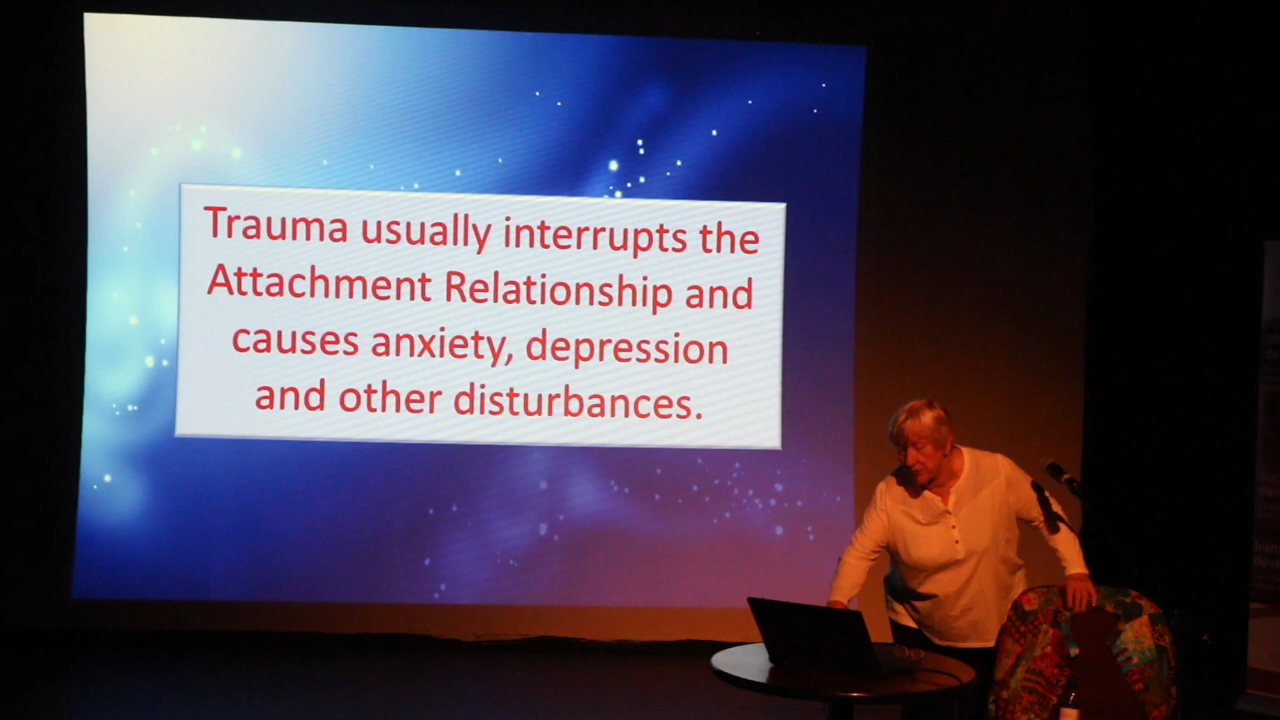 Trauma usually interrupts the
Attachment Relationship and
causes anxiety, depression
and other disturbances.